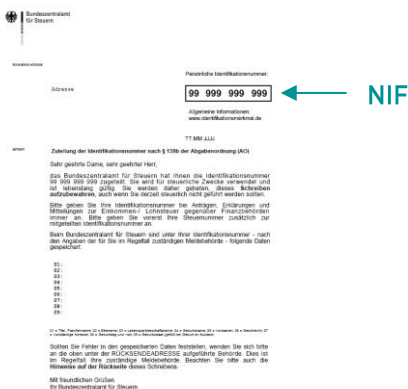 Bundeszentralamt
für Steuern
RÜCKSENDEADRESSE
Persönliche Identifikationsnummer:
Adresse
99 999 999 999
NIF
Allgemeine Informationen:
www.identifikationsmerkmal.de
TT.MM.JJJJ
BETREFF
Zuteilung der Identifikationsnummer nach § 139b der Abgabenordnung (AO)
Sehr geehrte Dame, sehr geehrter Herr,
das Bundeszentralamt für Steuern hat Ihnen die Identifikationsnummer
99 999 999 999 zugeteilt. Sie wird für steuerliche Zwecke verwendet und
ist lebenslang gültig. Sie werden daher gebeten, dieses Schreiben
aufzubewahren, auch wenn Sie derzeit steuerlich nicht geführt werden sollten.
Bitte geben Sie Ihre Identifikationsnummer bei Anträgen, Erklärungen und
Mitteilungen zur Einkommen-/ Lohnsteuer gegenüber Finanzbehörden
immer an. Bitte geben Sie vorerst Ihre Steuernummer zusätzlich zur
mitgeteilten Identifikationsnummer an.
Beim Bundeszentralamt für Steuern sind unter Ihrer Identifikationsnummer - nach
den Angaben der für Sie im Regelfall zuständigen Meldebehörde - folgende Daten
gespeichert:
01:
02:
03:
04:
05:
06:
07:
08:
09:
Sollten Sie Fehler in den gespeicherten Daten feststellen, wenden Sie sich bitte
an die oben unter der RÜCKSENDEADRESSE aufgeführte Behörde. Dies ist
im Regelfall Ihre zuständige Meldebehörde. Beachten Sie bitte auch die
Hinweise auf der Rückseite dieses Schreibens.
Mit freundlichen Grüßen
Ihr Bundeszentralamt für Steuern